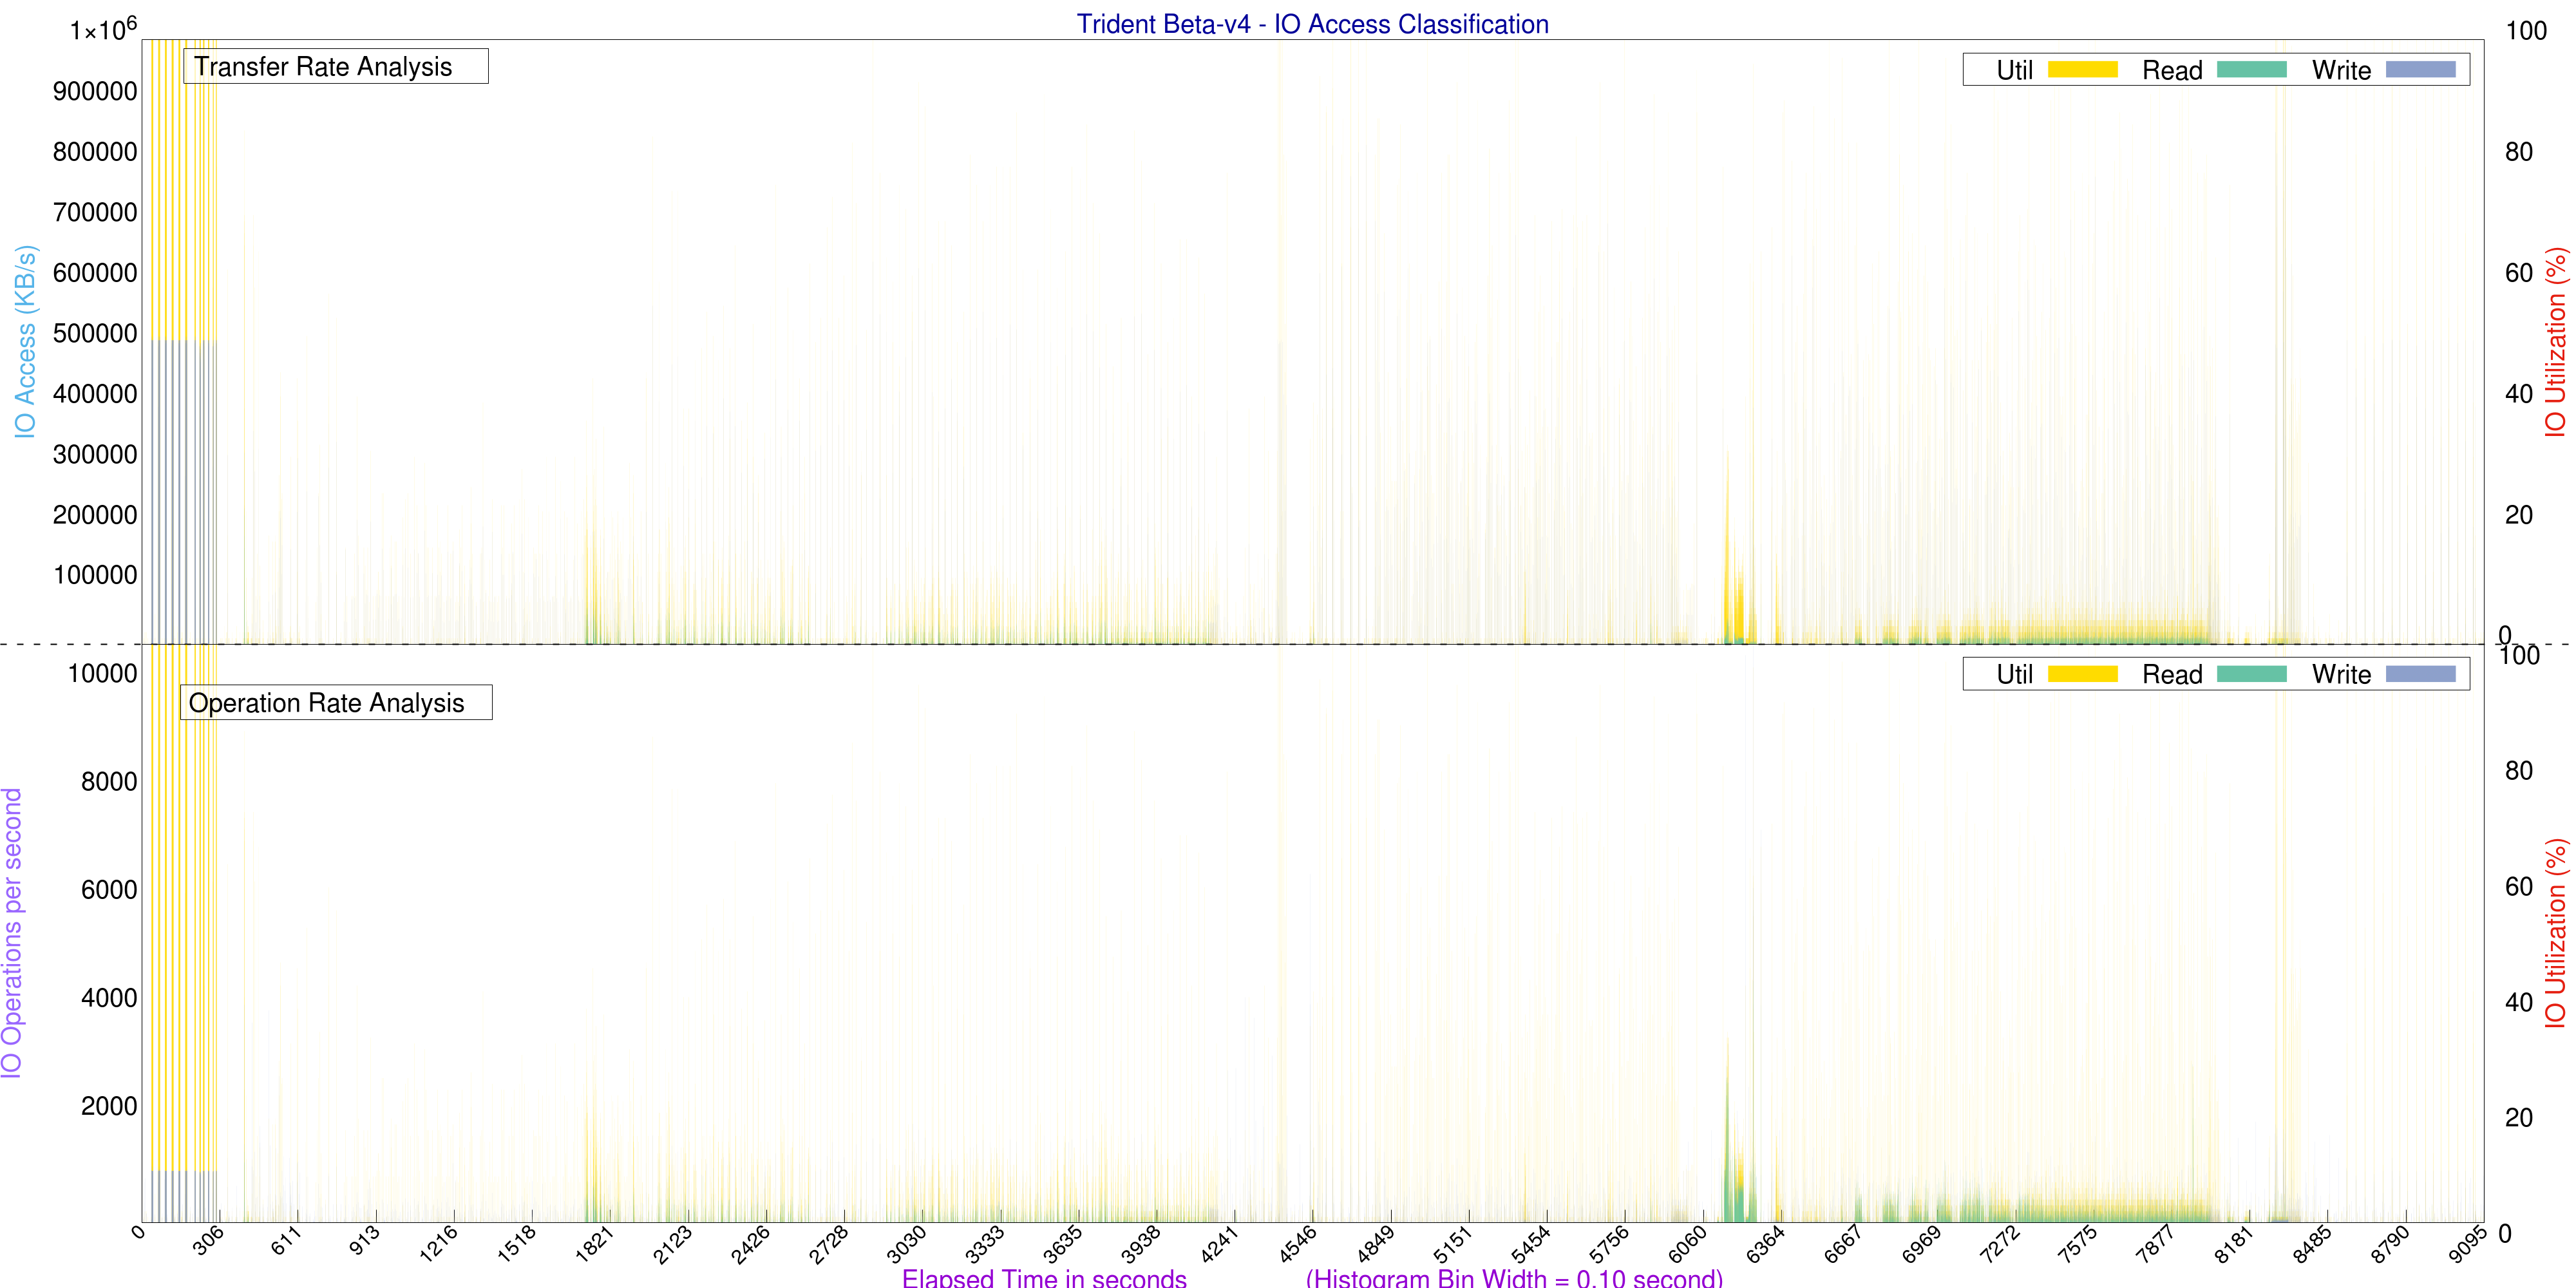 Trident Beta-v4 - IO Access Classification
Transfer Rate Analysis
Util Read Write
IO Access (KB/s)
1×10⁶
900000
800000
700000
600000
500000
400000
300000
200000
100000
100
80
60
40
20
0
IO Utilization (%)
Operation Rate Analysis
Util Read Write
IO Operations per second
10000
8000
6000
4000
2000
100
80
60
40
20
0
IO Utilization (%)
0 306 611 913 1216 1518 1821 2123 2426 2728 3030 3333 3635 3938 4241 4546 4849 5151 5454 5756 6060 6364 6667 6969 7272 7575 7877 8181 8485 8790 9095
Elapsed Time in seconds (Histogram Bin Width = 0.10 second)